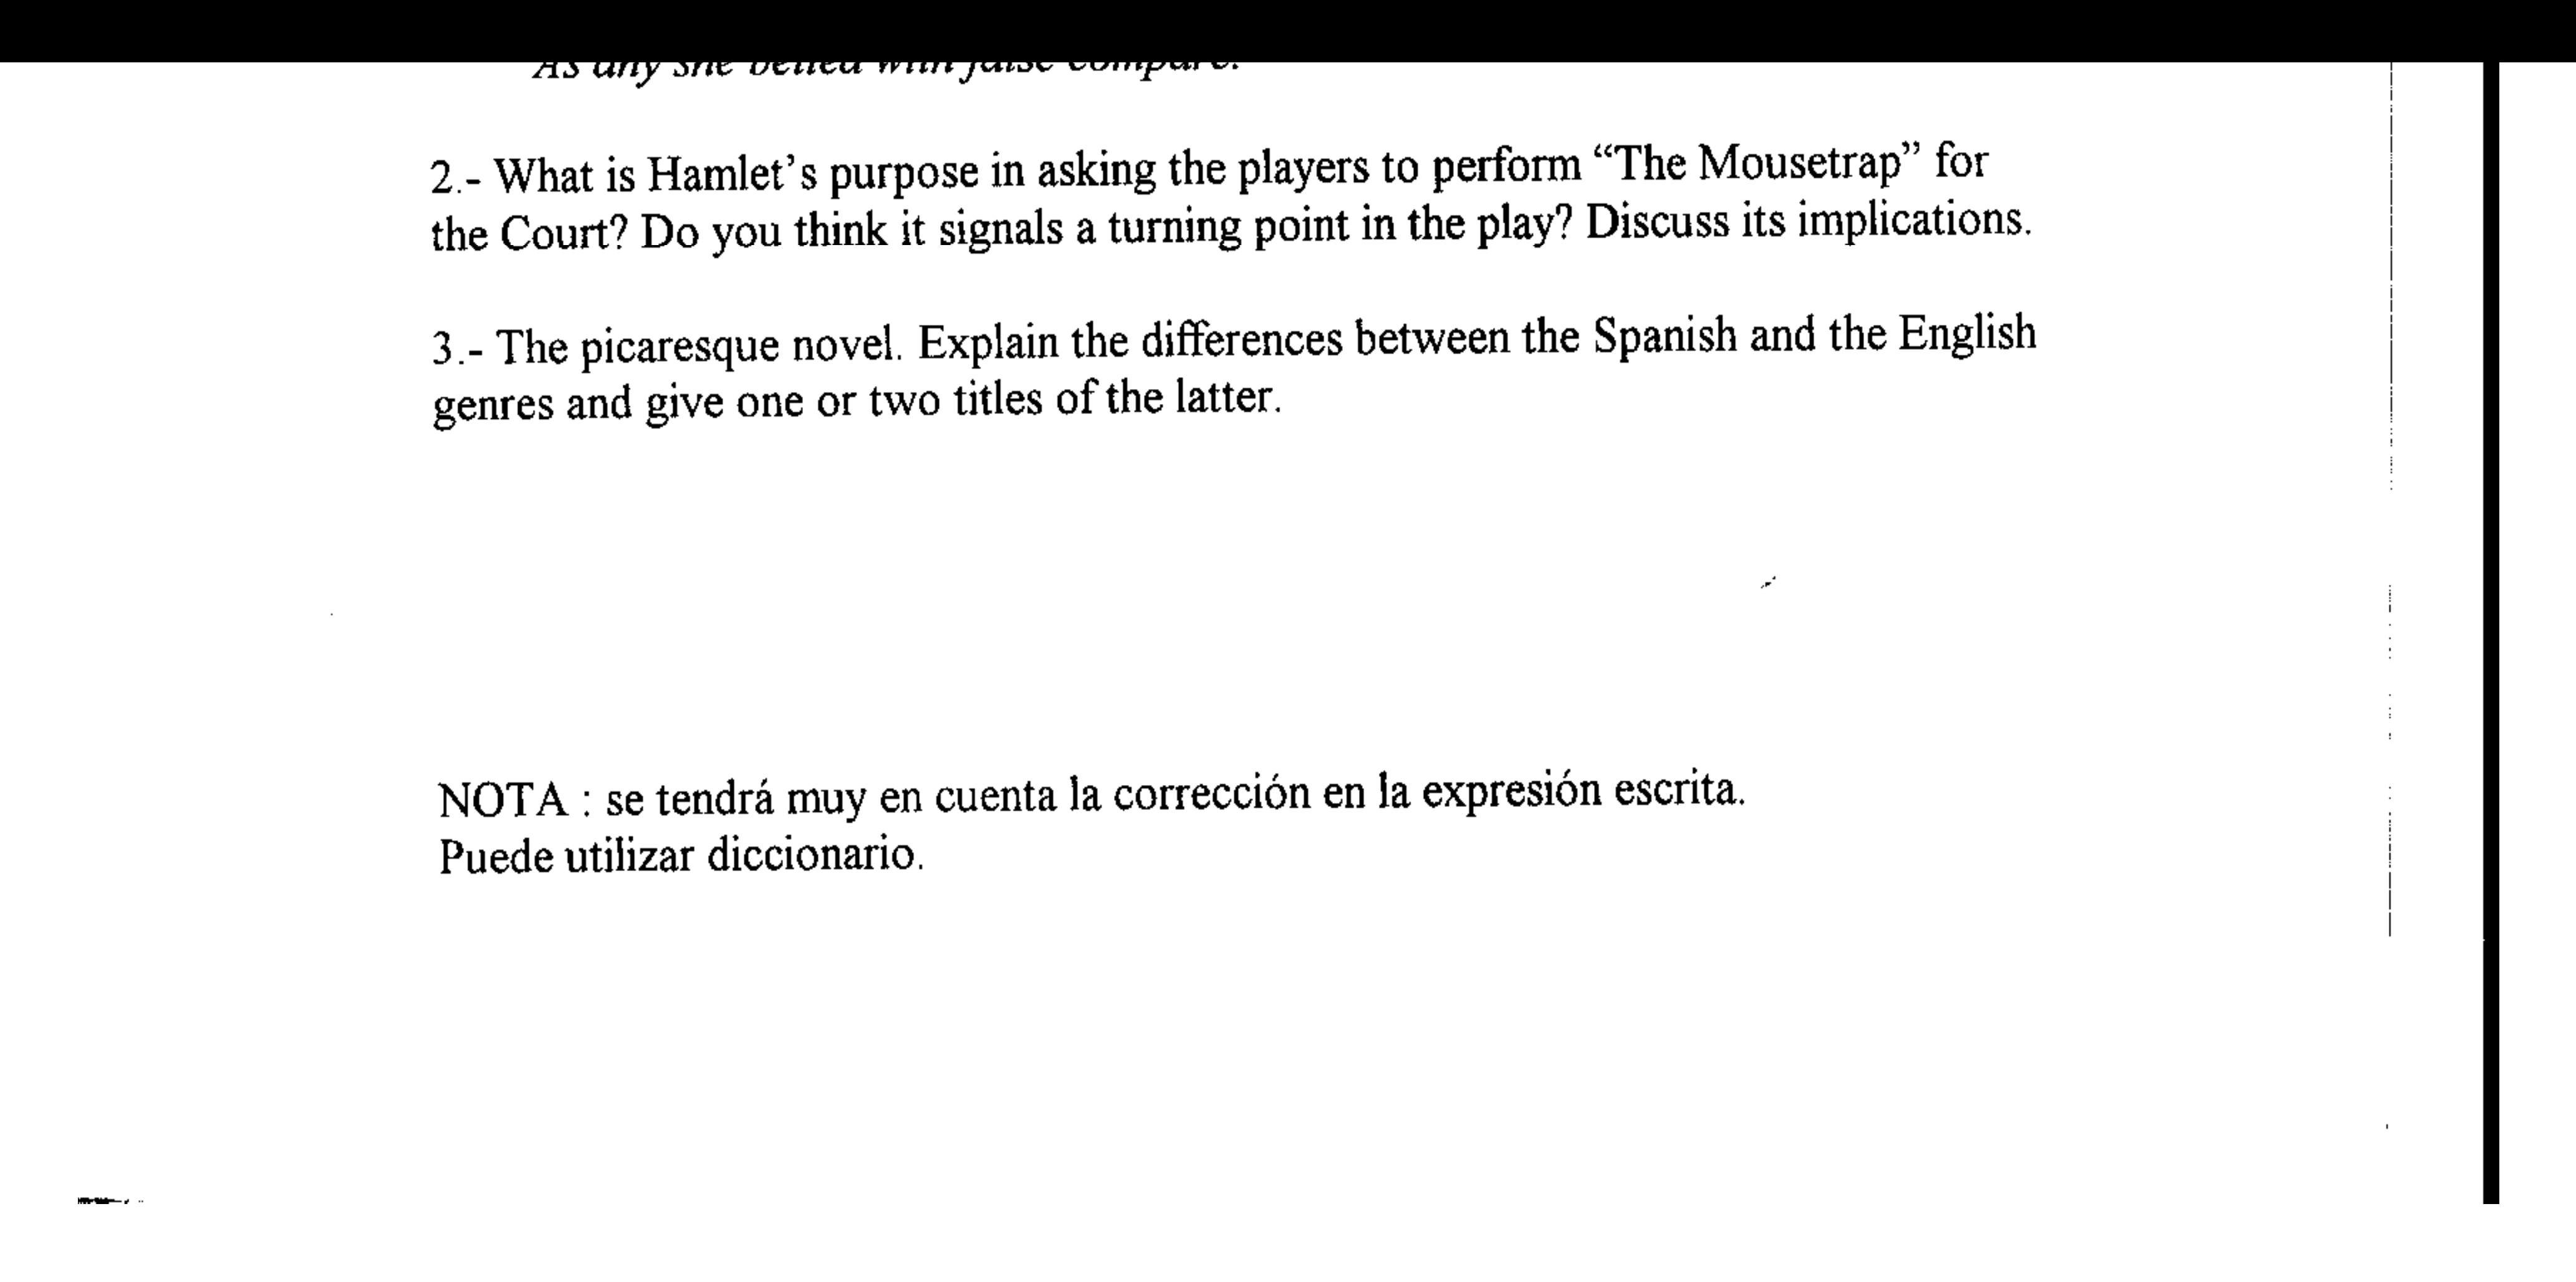 As any she belied with false compare.
2.- What is Hamlet's purpose in asking the players to perform “The Mousetrap” for
the Court? Do you think it signals a turning point in the play? Discuss its implications.
3.- The picaresque novel. Explain the differences between the Spanish and the English
genres and give one or two titles of the latter.
NOTA : se tendrá muy en cuenta la corrección en la expresión escrita.
Puede utilizar diccionario.